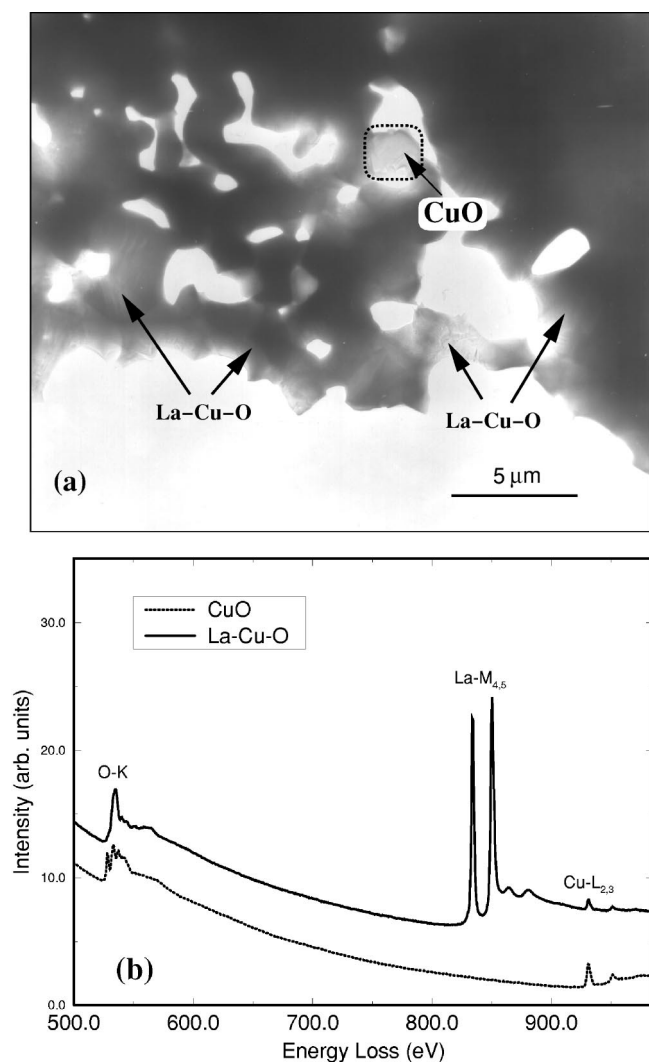 CuO
La−Cu−O
La−Cu−O
(a)
5 μm
30.0
20.0
10.0
0.0
500.0
600.0
700.0
800.0
900.0
Intensity (arb. units)
Energy Loss (eV)
CuO
La-Cu-O
O-K
La-M4,5
Cu-L2,3
(b)